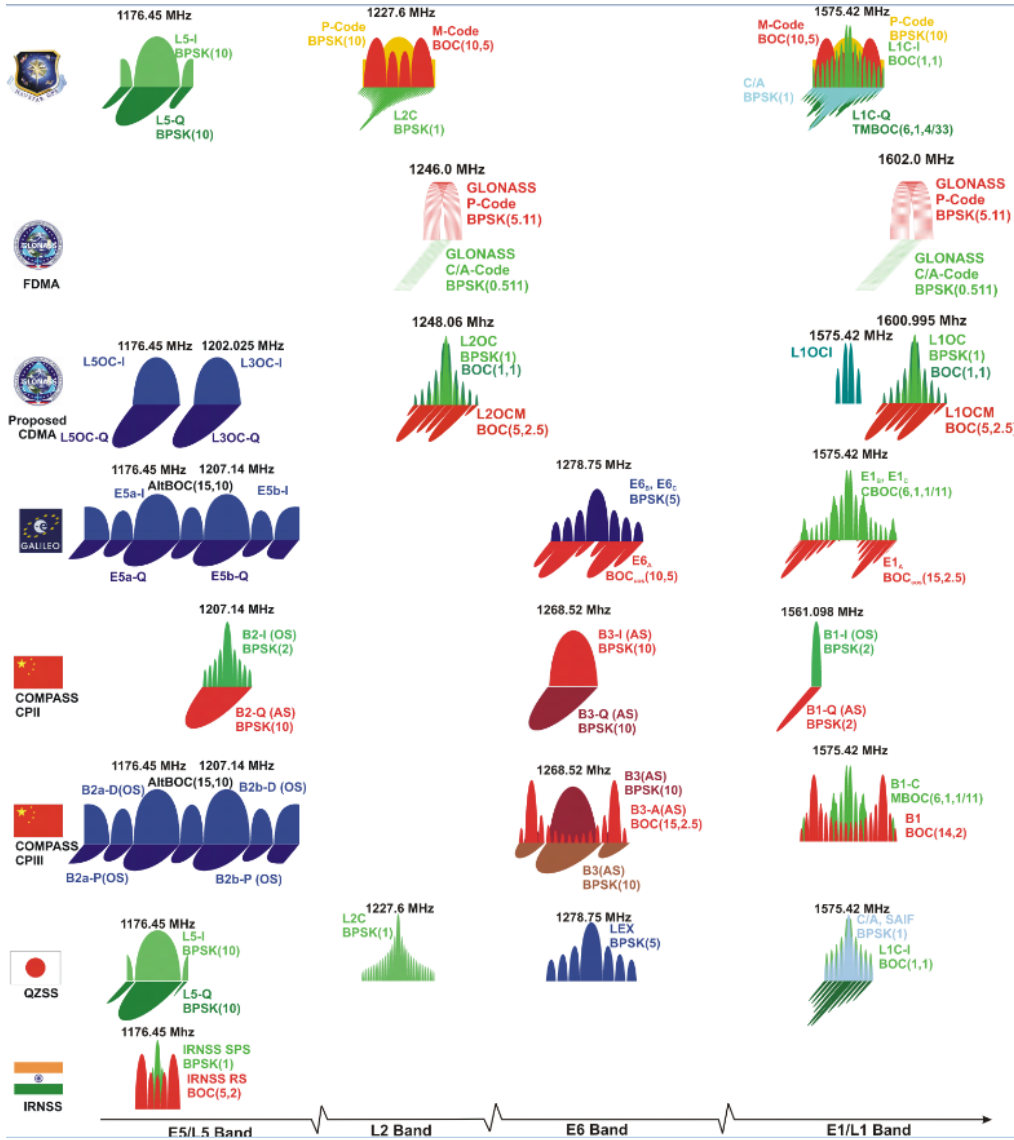 1176.45 MHz
L5-I
BPSK(10)
L5-Q
BPSK(10)
1227.6 MHz
P-Code
BPSK(10)
M-Code
BOC(10,5)
L2C
BPSK(1)
1575.42 MHz
M-Code
BOC(10,5)
P-Code
BPSK(10)
L1C-I
BOC(1,1)
C/A
BPSK(1)
L1C-Q
TMBOC(6,1,4/33)
GLONASS
FDMA
1246.0 MHz
GLONASS
P-Code
BPSK(5.11)
GLONASS
C/A-Code
BPSK(0.511)
1602.0 MHz
GLONASS
P-Code
BPSK(5.11)
GLONASS
C/A-Code
BPSK(0.511)
GLONASS
Proposed
CDMA
1176.45 MHz
1202.025 MHz
L5OC-I
L3OC-I
L5OC-Q
L3OC-Q
1248.06 Mhz
L2OC
BPSK(1)
BOC(1,1)
L2OCM
BOC(5,2.5)
1575.42 MHz
L1OCI
1600.995 MHz
L1OC
BPSK(1)
BOC(1,1)
L1OCM
BOC(5,2.5)
GALILEO
1176.45 MHz
1207.14 MHz
AltBOC(15,10)
E5a-I
E5b-I
E5a-Q
E5b-Q
1278.75 MHz
BPSK(5)
1575.42 MHz
CBOC(6,1,1/11)
COMPASS
CPII
1207.14 MHz
B2-I (OS)
BPSK(2)
B2-Q (AS)
BPSK(10)
1268.52 Mhz
B3-I (AS)
BPSK(10)
B3-Q (AS)
BPSK(10)
1561.098 MHz
B1-I (OS)
BPSK(2)
B1-Q (AS)
BPSK(2)
COMPASS
CPIII
1176.45 MHz
1207.14 MHz
AltBOC(15,10)
B2a-D(OS)
B2b-D (OS)
B2a-P(OS)
B2b-P (OS)
1268.52 Mhz
B3(AS)
BPSK(10)
B3-A(AS)
BOC(15,2.5)
B3(AS)
BPSK(10)
1575.42 MHz
B1-C
MBOC(6,1,1/11)
B1
BOC(14,2)
QZSS
1176.45 MHz
L5-I
BPSK(10)
L5-Q
BPSK(10)
1227.6 MHz
L2C
BPSK(1)
1278.75 MHz
LEX
BPSK(5)
1575.42 MHz
C/A, SAIF
BPSK(1)
L1C-I
BOC(1,1)
IRNSS
1176.45 Mhz
IRNSS SPS
BPSK(1)
IRNSS RS
BOC(5,2)
E5/L5 Band
L2 Band
E6 Band
E1/L1 Band